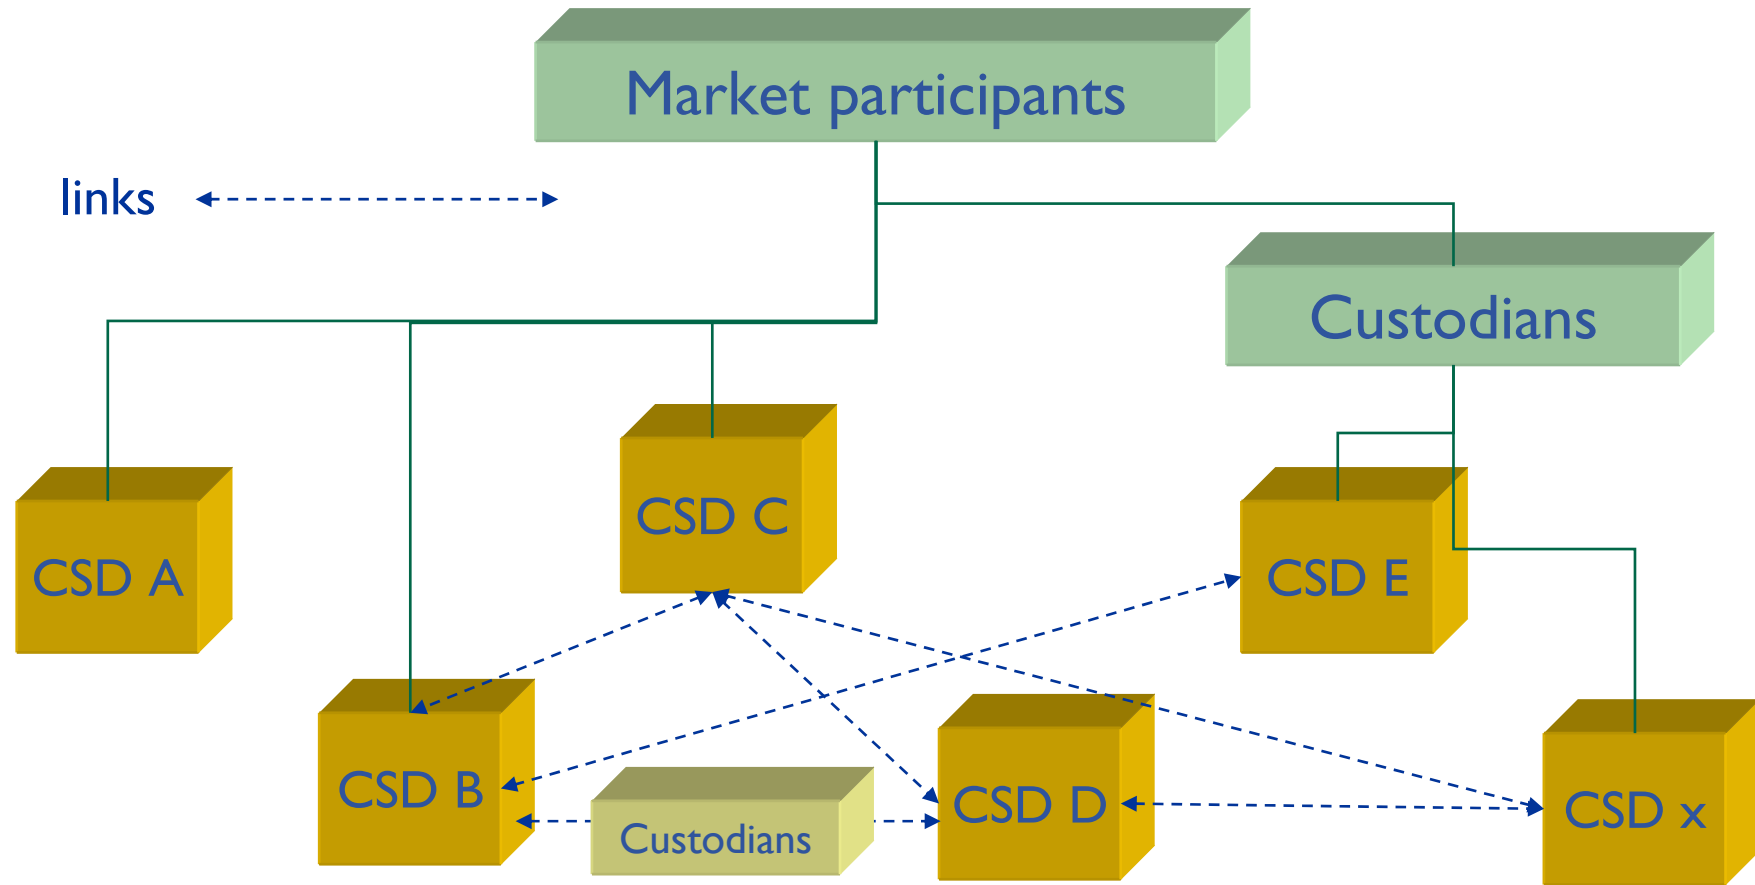 Market participants
links
Custodians
CSD C
CSD A
CSD E
CSD B
Custodians
CSD D
CSD x